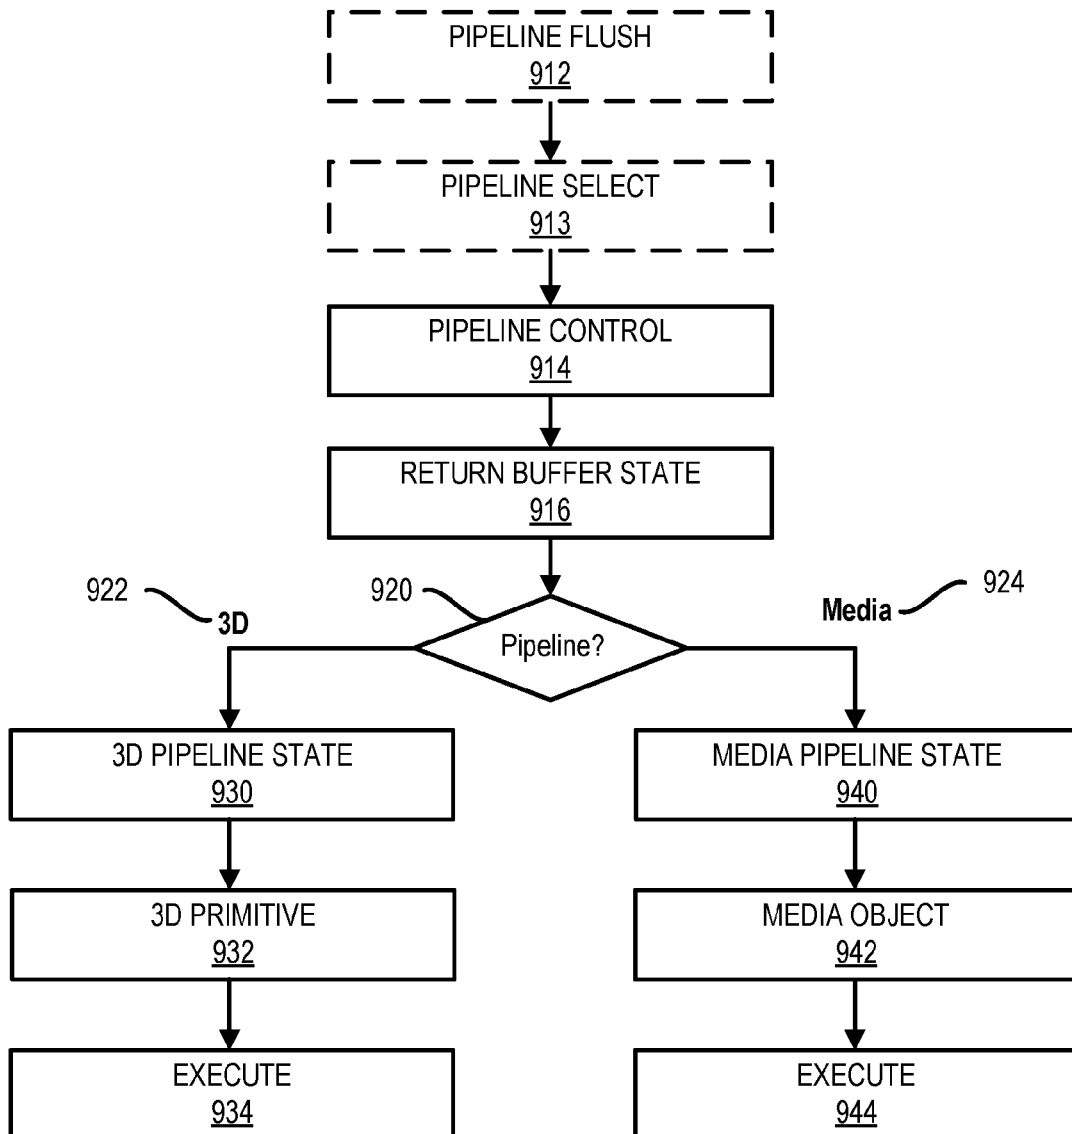 PIPELINE FLUSH
912
PIPELINE SELECT
913
PIPELINE CONTROL
914
RETURN BUFFER STATE
916
922
3D
920
Pipeline?
Media
924
3D PIPELINE STATE
930
MEDIA PIPELINE STATE
940
3D PRIMITIVE
932
MEDIA OBJECT
942
EXECUTE
934
EXECUTE
944